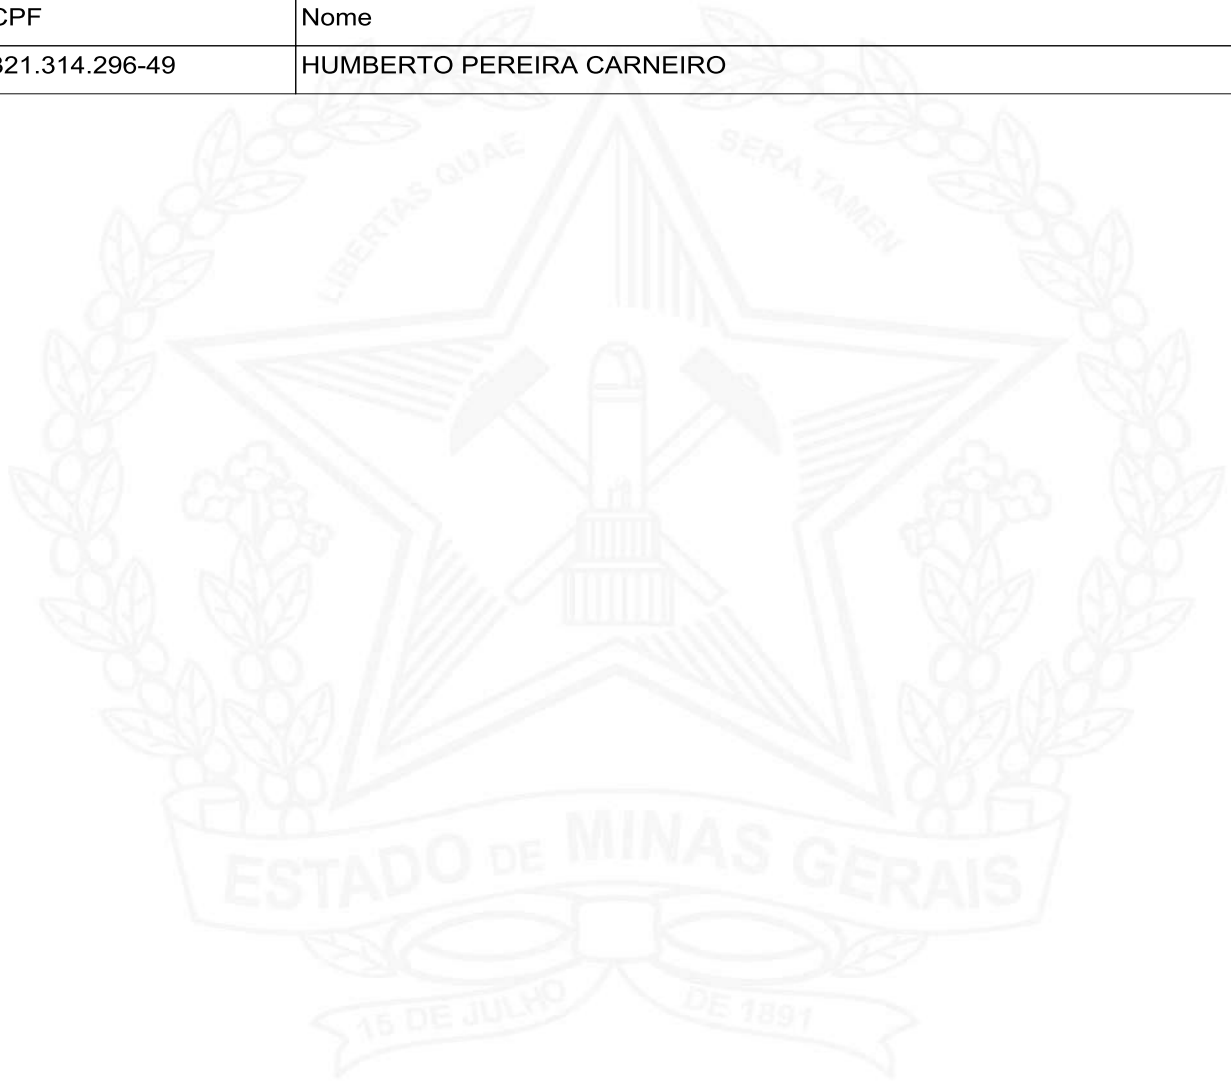 CPF Nome
321.314.296-49 HUMBERTO PEREIRA CARNEIRO
LIBERTAS QUAE SERA TAMEN
ESTADO DE MINAS GERAIS
15 DE JULHO DE 1891